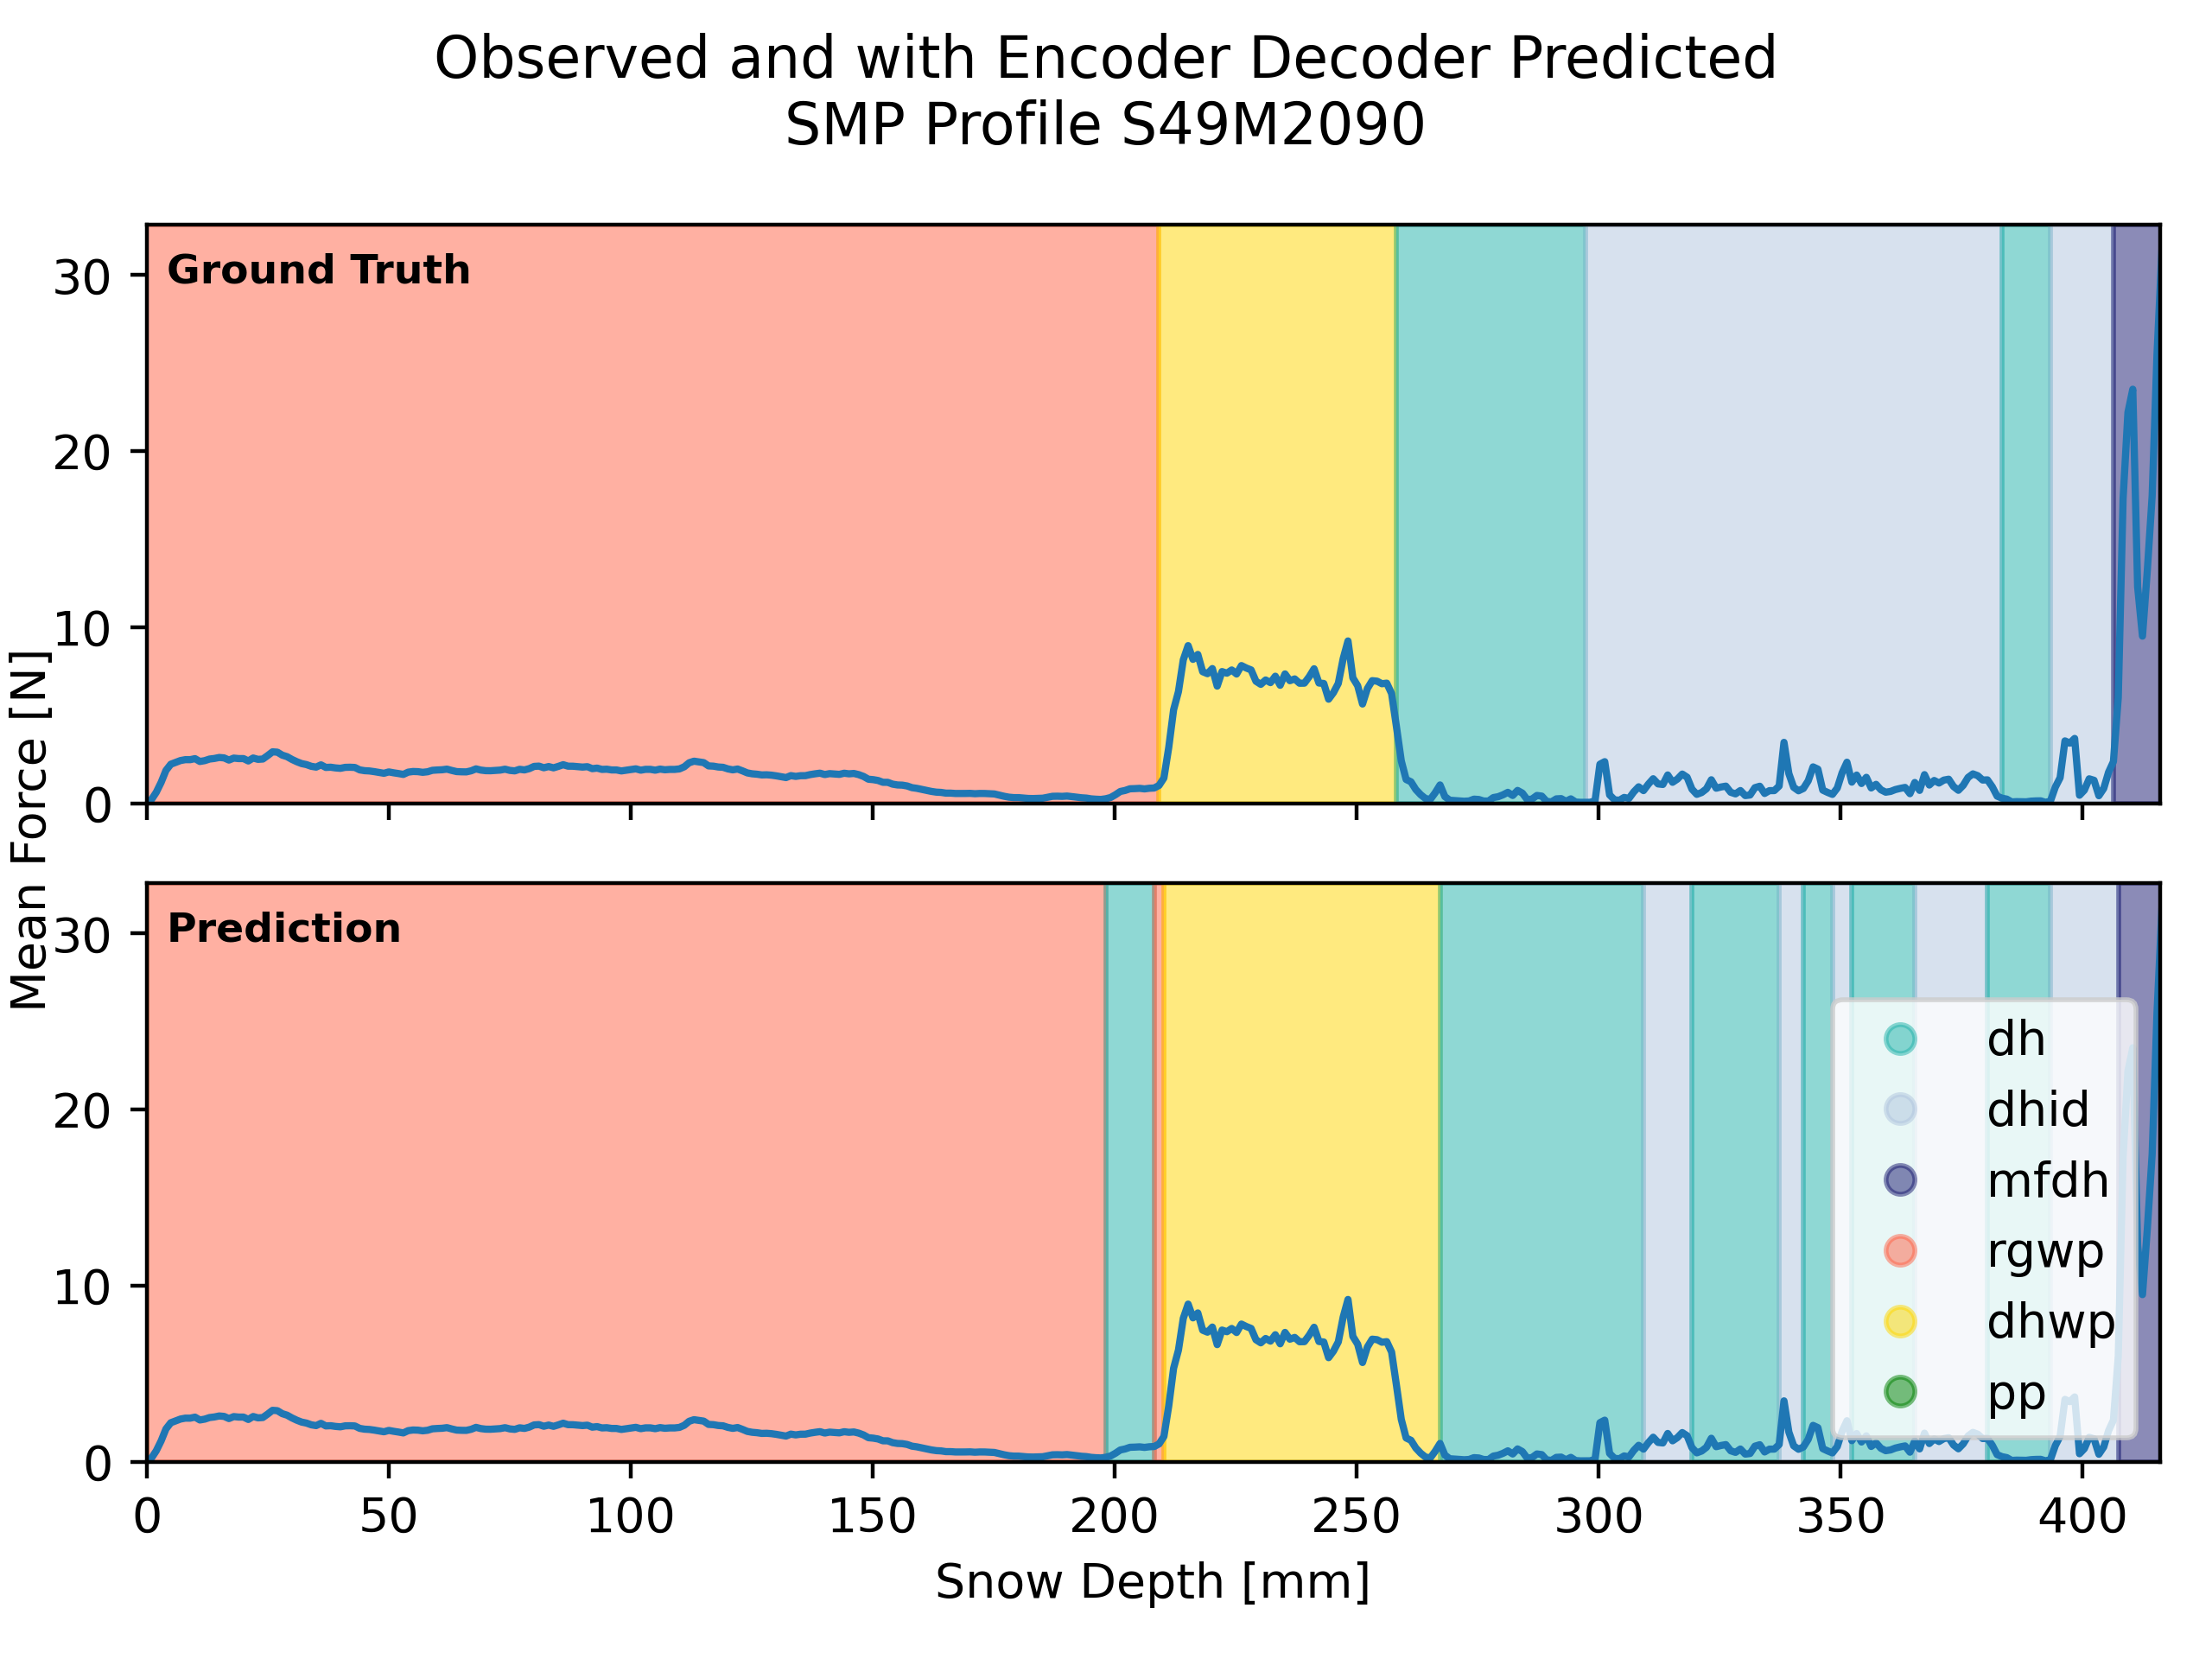 Observed and with Encoder Decoder Predicted
SMP Profile S49M2090
Mean Force [N]
Ground Truth
30
20
10
0
Prediction
30
20
10
0
dh
dhid
mfdh
rgwp
dhwp
pp
0 50 100 150 200 250 300 350 400
Snow Depth [mm]